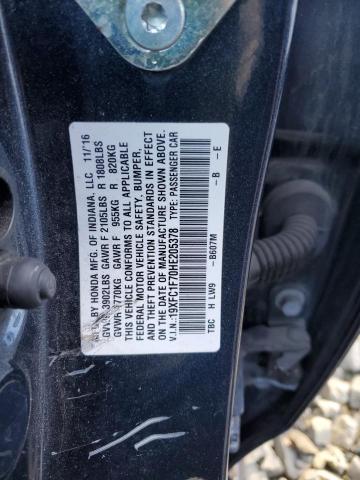 MFD. BY HONDA MFG. OF INDIANA, LLC 11/16
GVWR 3902LBS GAWR F 2105LBS R 1808LBS
GVWR 1770KG GAWR F 955KG R 820KG
THIS VEHICLE CONFORMS TO ALL APPLICABLE
FEDERAL MOTOR VEHICLE SAFETY, BUMPER,
AND THEFT PREVENTION STANDARDS IN EFFECT
ON THE DATE OF MANUFACTURE SHOWN ABOVE.
V.I.N.: 19XFC1F70HE205378 TYPE: PASSENGER CAR
TBC H LW9 -B607M -B -E